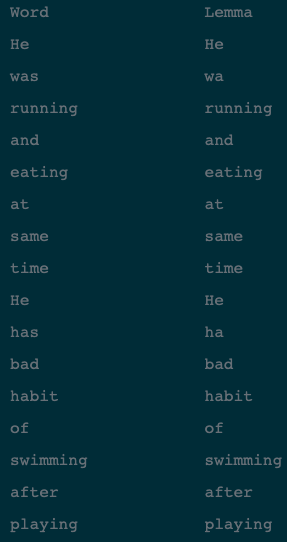 Word Lemma
He He
was wa
running running
and and
eating eating
at at
same same
time time
He He
has ha
bad bad
habit habit
of of
swimming swimming
after after
playing playing